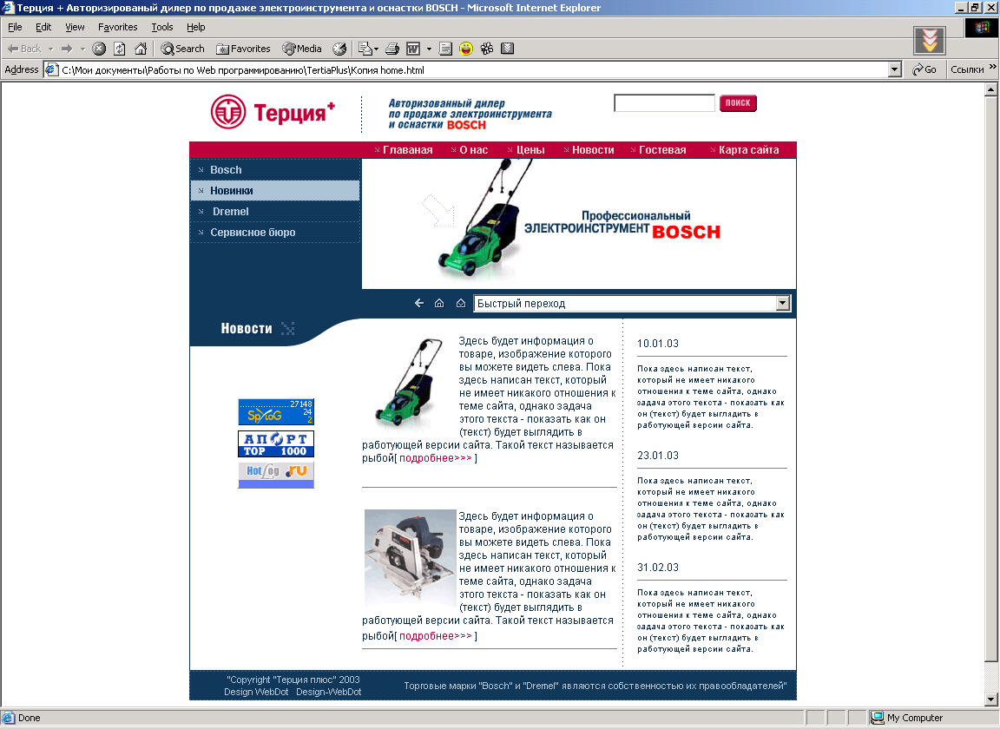 Терция + Авторизированый дилер по продаже электроинструмента и оснастки BOSCH - Microsoft Internet Explorer
File Edit View Favorites Tools Help
Back Search Favorites Media
Address C:\Мои документы\Работы по Web программированию\TertiaPlus\Копия home.html Go Ссылки »
Терция+
Авторизованный дилер
по продаже электроинструмента
и оснастки BOSCH
ПОИСК
Главаная О нас Цены Новости Гостевая Карта сайта
Bosch
Новинки
Dremel
Сервисное бюро
Профессиональный
ЭЛЕКТРОИНСТРУМЕНТ BOSCH
Быстрый переход
Новости
27148
24
2
SpyLOG
АПОРТ
TOP 1000
HotLog .ru
Здесь будет информация о
товаре, изображение которого
вы можете видеть слева. Пока
здесь написан текст, который
не имеет никакого отношения к
теме сайта, однако задача
этого текста - показать как он
(текст) будет выглядить в
работующей версии сайта. Такой текст называется
рыбой[ подробнее>>> ]
Здесь будет информация о
товаре, изображение которого
вы можете видеть слева. Пока
здесь написан текст, который
не имеет никакого отношения к
теме сайта, однако задача
этого текста - показать как он
(текст) будет выглядить в
работующей версии сайта. Такой текст называется
рыбой[ подробнее>>> ]
10.01.03
Пока здесь написан текст,
который не имеет никакого
отношения к теме сайта, однако
задача этого текста - показать как
он (текст) будет выглядить в
работующей версии сайта.
23.01.03
Пока здесь написан текст,
который не имеет никакого
отношения к теме сайта, однако
задача этого текста - показать как
он (текст) будет выглядить в
работующей версии сайта.
31.02.03
Пока здесь написан текст,
который не имеет никакого
отношения к теме сайта, однако
задача этого текста - показать как
он (текст) будет выглядить в
работующей версии сайта.
"Copyright "Терция плюс" 2003
Design WebDot Design-WebDot
Торговые марки "Bosch" и "Dremel" являются собственностью их правообладателей"
Done My Computer